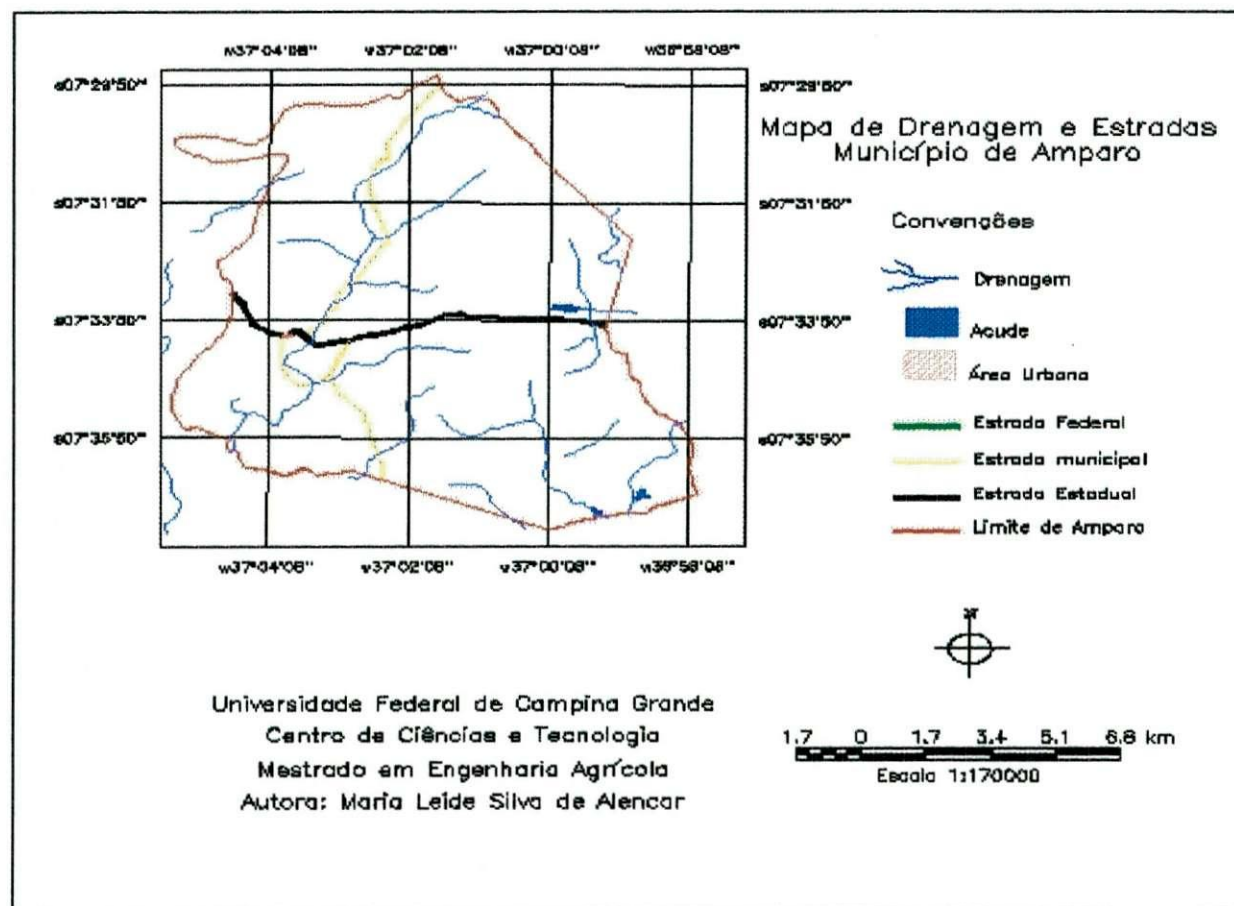 w37°04'08" w37°02'08" w37°00'08" w36°58'08"
s07°29'50" s07°29'50"
Mapa de Drenagem e Estradas
Município de Amparo
s07°31'50" s07°31'50"
Convenções
Drenagem
s07°33'50" s07°33'50"
Açude
Área Urbana
Estrada Federal
s07°35'50" s07°35'50"
Estrada municipal
Estrada Estadual
Limite de Amparo
w37°04'08" w37°02'08" w37°00'08" w36°58'08"
N
Universidade Federal de Campina Grande
Centro de Ciências e Tecnologia
Mestrado em Engenharia Agrícola
Autora: Maria Leide Silva de Alencar
1.7 0 1.7 3.4 5.1 6.8 km
Escala 1:170000